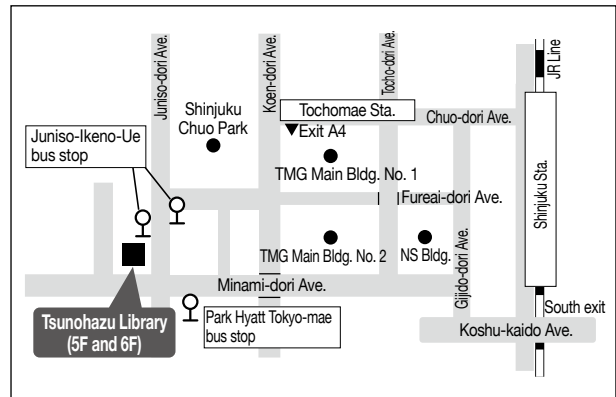 Juniso-dori Ave.
Koen-dori Ave.
Tocho-dori Ave.
JR Line
Shinjuku
Chuo Park
Tochomae Sta.
Exit A4
Chuo-dori Ave.
Juniso-Ikeno-Ue
bus stop
TMG Main Bldg. No. 1
Fureai-dori Ave.
Shinjuku Sta.
TMG Main Bldg. No. 2
NS Bldg.
Gijido-dori Ave.
Minami-dori Ave.
Tsunohazu Library
(5F and 6F)
Park Hyatt Tokyo-mae
bus stop
South exit
Koshu-kaido Ave.